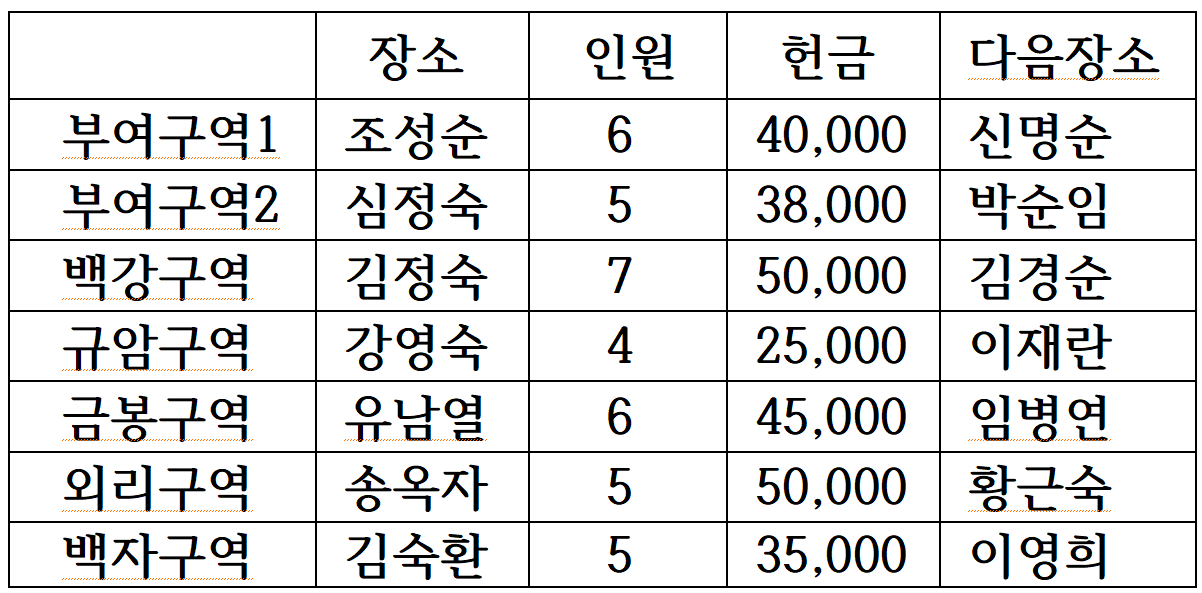 장소 인원 헌금 다음장소
부여구역1 조성순 6 40,000 신명순
부여구역2 심정숙 5 38,000 박순임
백강구역 김정숙 7 50,000 김경순
규암구역 강영숙 4 25,000 이재란
금봉구역 유남열 6 45,000 임병연
외리구역 송옥자 5 50,000 황근숙
백자구역 김숙환 5 35,000 이영희